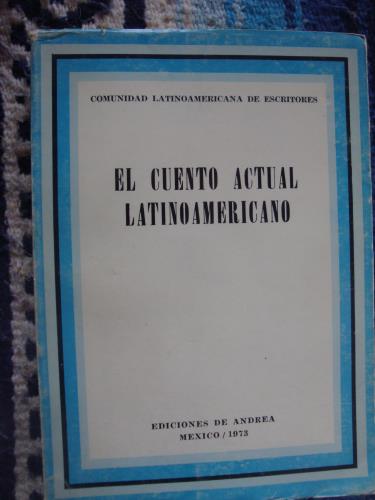 COMUNIDAD LATINOAMERICANA DE ESCRITORES
EL CUENTO ACTUAL
LATINOAMERICANO
EDICIONES DE ANDREA
MEXICO / 1973